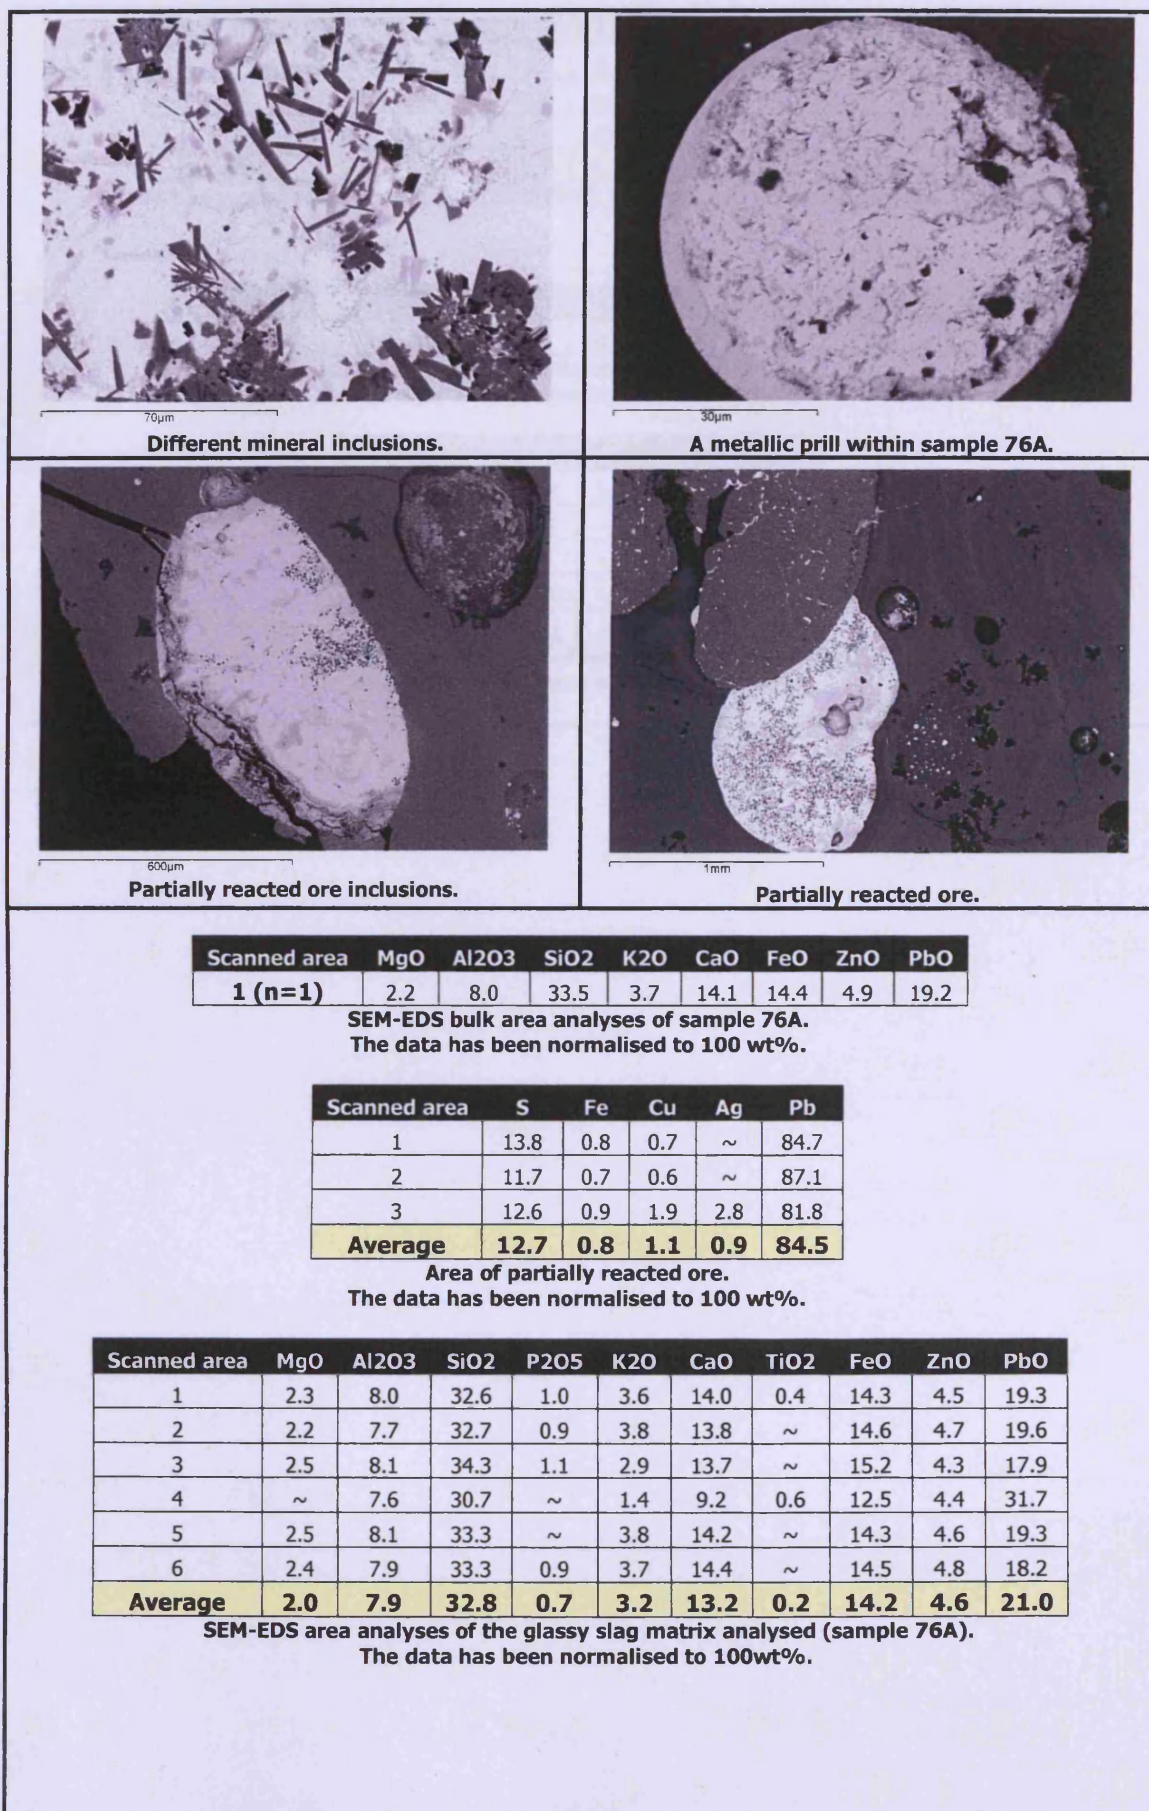 70µm
Different mineral inclusions.
30µm
A metallic prill within sample 76A.
600µm
Partially reacted ore inclusions.
1mm
Partially reacted ore.
Scanned area MgO Al2O3 SiO2 K2O CaO FeO ZnO PbO
1 (n=1) 2.2 8.0 33.5 3.7 14.1 14.4 4.9 19.2
SEM-EDS bulk area analyses of sample 76A.
The data has been normalised to 100 wt%.
Scanned area S Fe Cu Ag Pb
1 13.8 0.8 0.7 ~ 84.7
2 11.7 0.7 0.6 ~ 87.1
3 12.6 0.9 1.9 2.8 81.8
Average 12.7 0.8 1.1 0.9 84.5
Area of partially reacted ore.
The data has been normalised to 100 wt%.
Scanned area MgO Al2O3 SiO2 P2O5 K2O CaO TiO2 FeO ZnO PbO
1 2.3 8.0 32.6 1.0 3.6 14.0 0.4 14.3 4.5 19.3
2 2.2 7.7 32.7 0.9 3.8 13.8 ~ 14.6 4.7 19.6
3 2.5 8.1 34.3 1.1 2.9 13.7 ~ 15.2 4.3 17.9
4 ~ 7.6 30.7 ~ 1.4 9.2 0.6 12.5 4.4 31.7
5 2.5 8.1 33.3 ~ 3.8 14.2 ~ 14.3 4.6 19.3
6 2.4 7.9 33.3 0.9 3.7 14.4 ~ 14.5 4.8 18.2
Average 2.0 7.9 32.8 0.7 3.2 13.2 0.2 14.2 4.6 21.0
SEM-EDS area analyses of the glassy slag matrix analysed (sample 76A).
The data has been normalised to 100wt%.